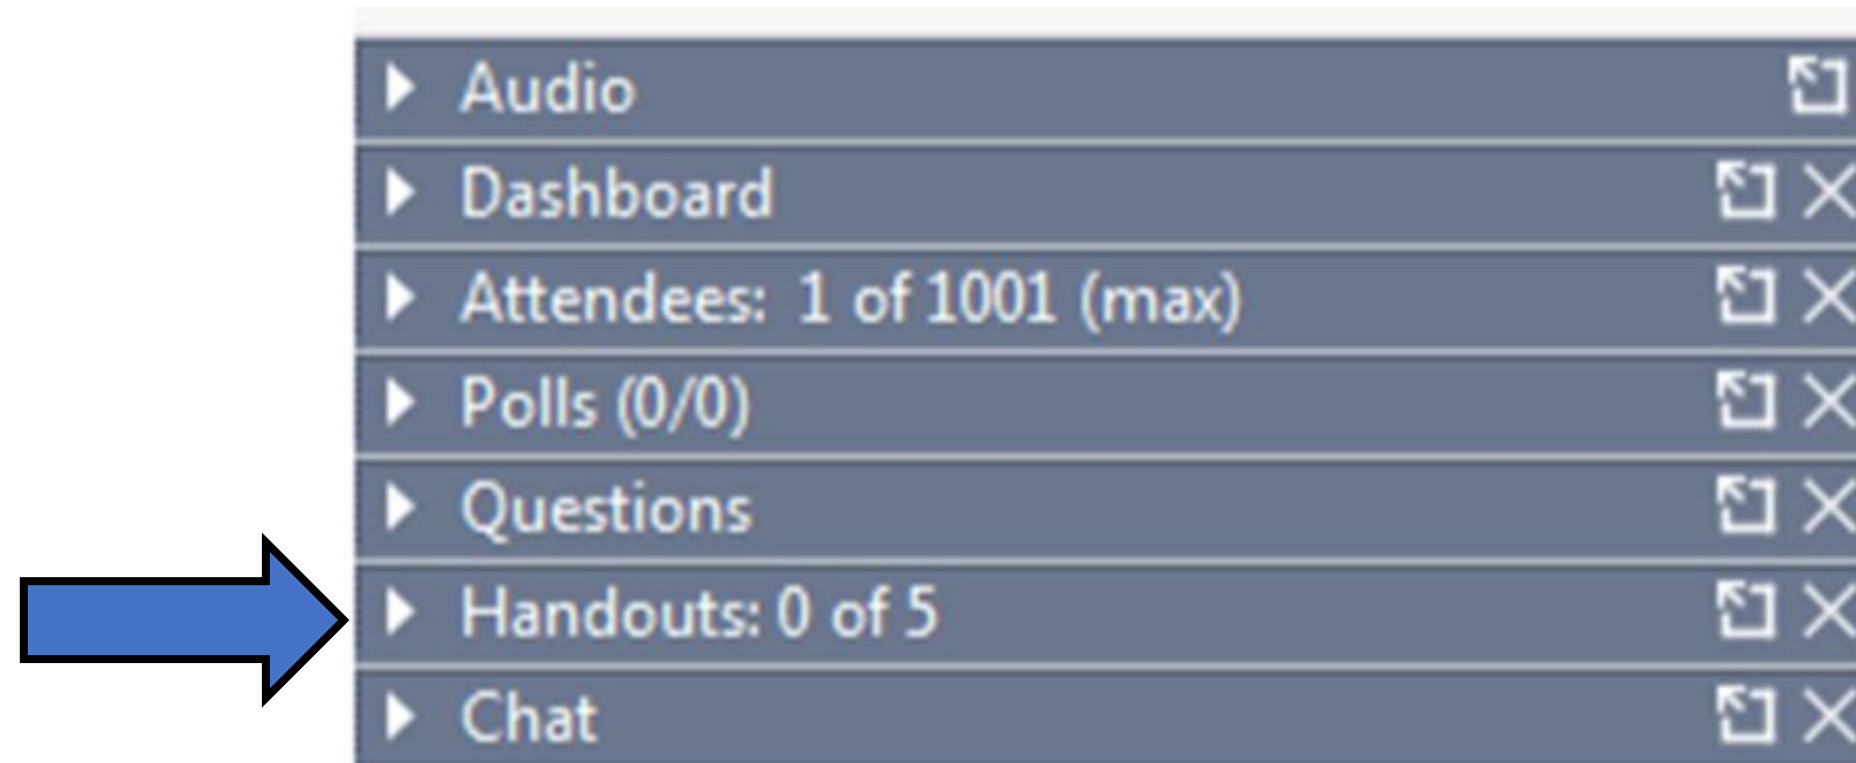 Audio
Dashboard
Attendees: 1 of 1001 (max)
Polls (0/0)
Questions
Handouts: 0 of 5
Chat